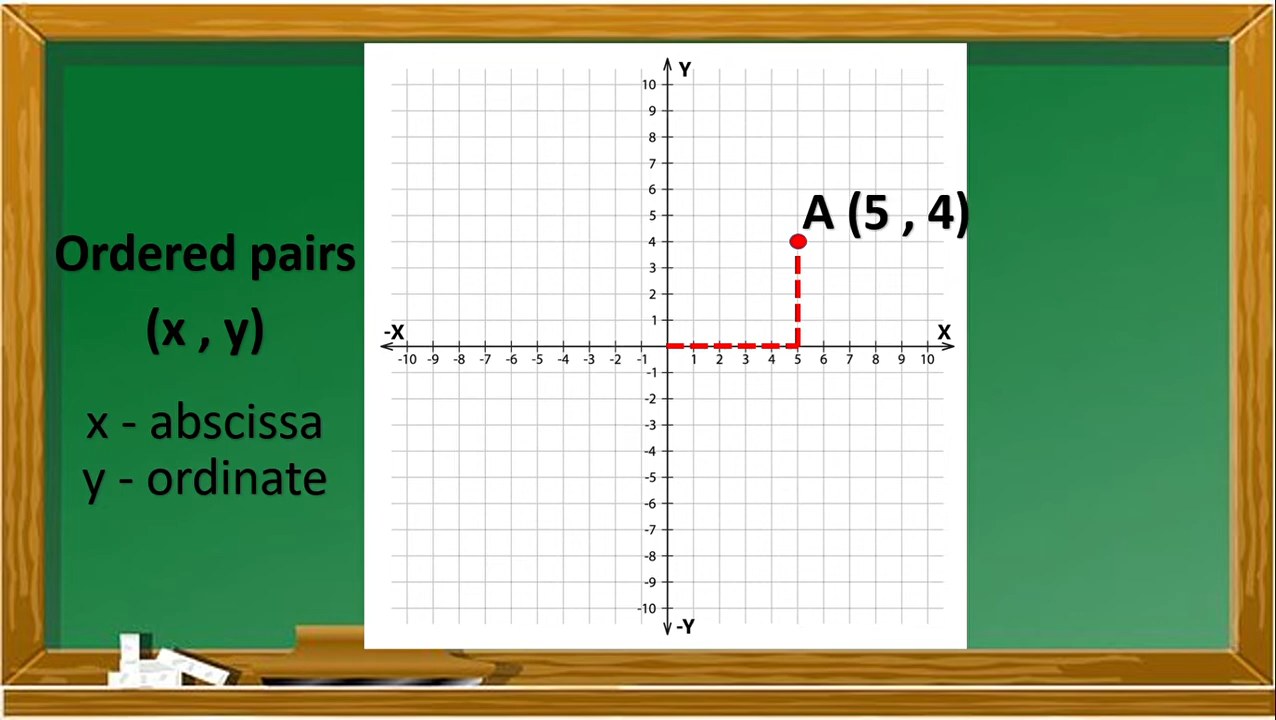 Ordered pairs
(x , y)
x - abscissa
y - ordinate
Y
10
9
8
7
6
5
4
3
2
1
A (5 , 4)
-X
X
-10 -9 -8 -7 -6 -5 -4 -3 -2 -1 1 2 3 4 5 6 7 8 9 10
-1
-2
-3
-4
-5
-6
-7
-8
-9
-10
-Y